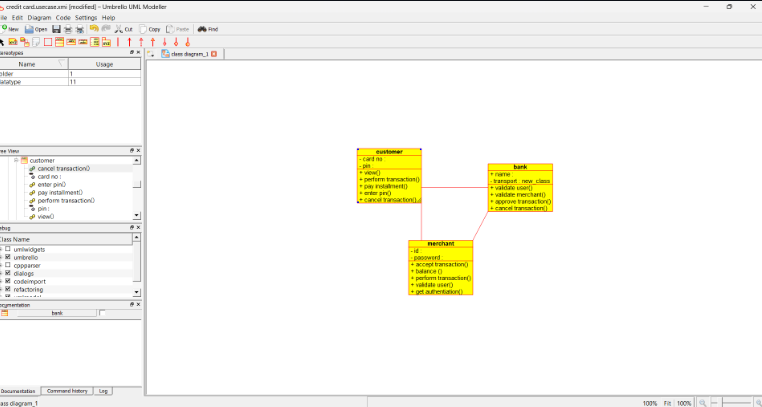 credit card.usecase.xmi [modified] - Umbrello UML Modeller
ile Edit Diagram Code Settings Help
New Open Cut Copy Paste Find
tereotypes
Name Usage
older 1
atatype 11
ree View
customer
cancel transaction()
card no :
enter pin()
pay installment()
perform transaction()
pin :
view()
ebug
Class Name
umlwidgets
umbrello
cppparser
dialogs
codeimport
refactoring
ocumentation
bank
Documentation Command history Log
lass diagram_1
class diagram_1
customer
- card no
- pin
+ view()
+ perform transaction()
+ pay installment()
+ enter pin()
+ cancel transaction()
bank
+ name :
- transport : new_class
+ validate user()
+ validate merchant()
+ approve transaction()
+ cancel transaction()
merchant
- id
- password :
+ accept transaction()
+ balance ()
+ perform transaction()
+ validate user()
+ get authentiation()
100% Fit 100%